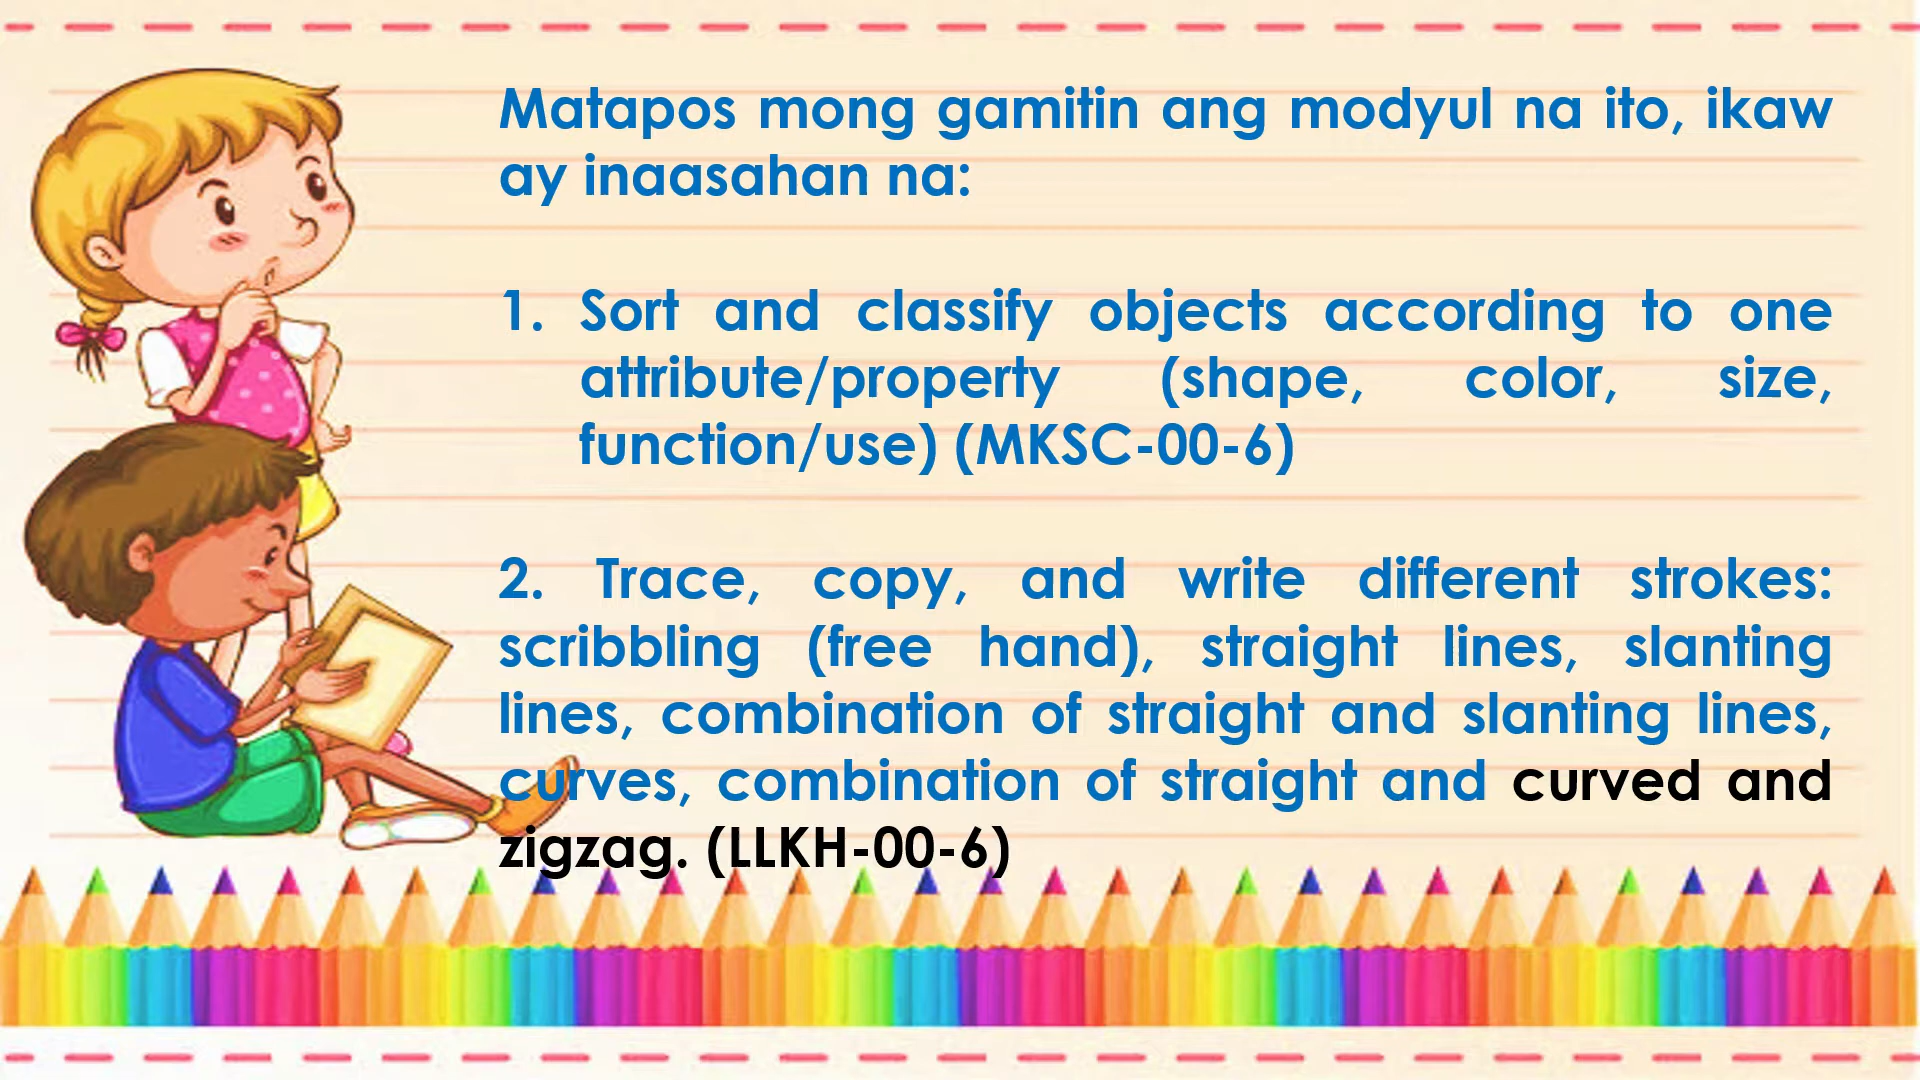 Matapos mong gamitin ang modyul na ito, ikaw
ay inaasahan na:
1. Sort and classify objects according to one
attribute/property (shape, color, size,
function/use) (MKSC-00-6)
2. Trace, copy, and write different strokes:
scribbling (free hand), straight lines, slanting
lines, combination of straight and slanting lines,
curves, combination of straight and curved and
zigzag. (LLKH-00-6)